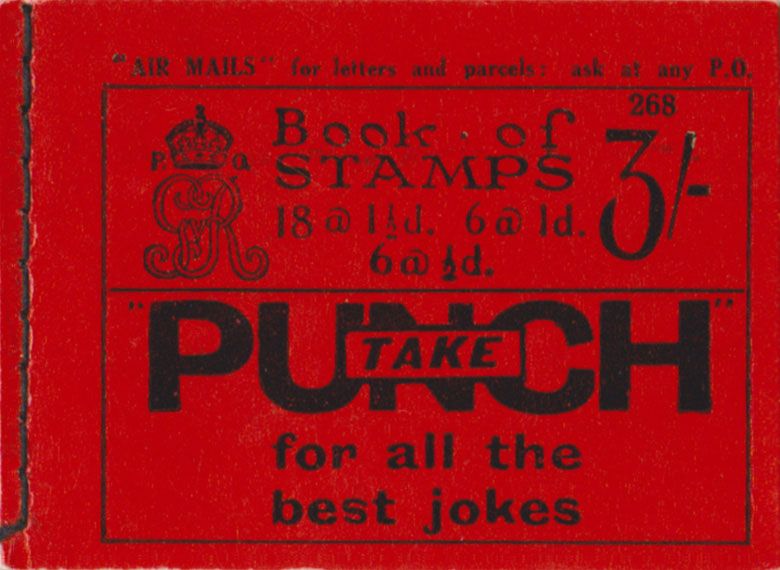 "AIR MAILS" for letters and parcels: ask at any P.O.
268
P. O.
GR
Book of
STAMPS
3/-
18 @ 1½d. 6 @ 1d.
6 @ ½d.
"PUNCH"
TAKE
for all the
best jokes